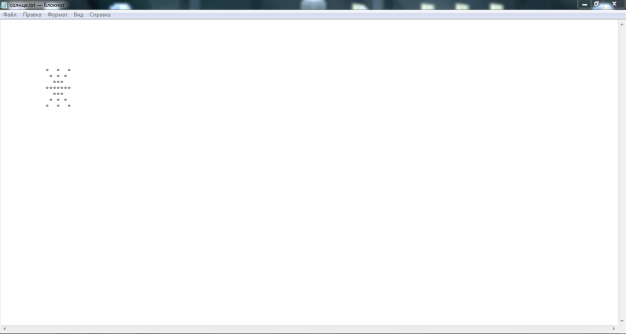 солнце.txt — Блокнот
Файл Правка Формат Вид Справка
*  *  *
 * * *
  ***
*******
  ***
 * * *
*  *  *